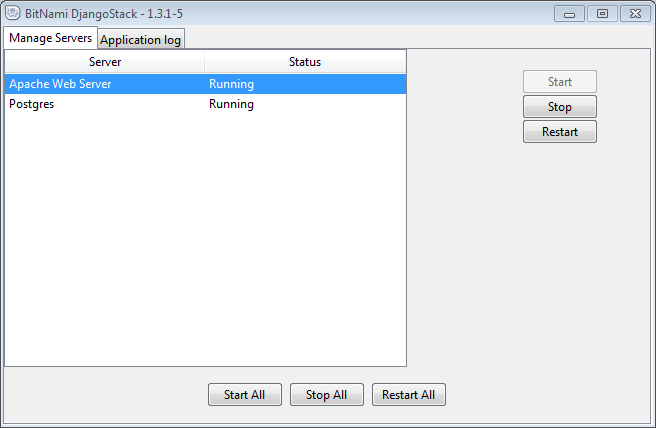 BitNami DjangoStack - 1.3.1-5
Manage Servers Application log
Server Status
Apache Web Server Running
Postgres Running
Start
Stop
Restart
Start All Stop All Restart All